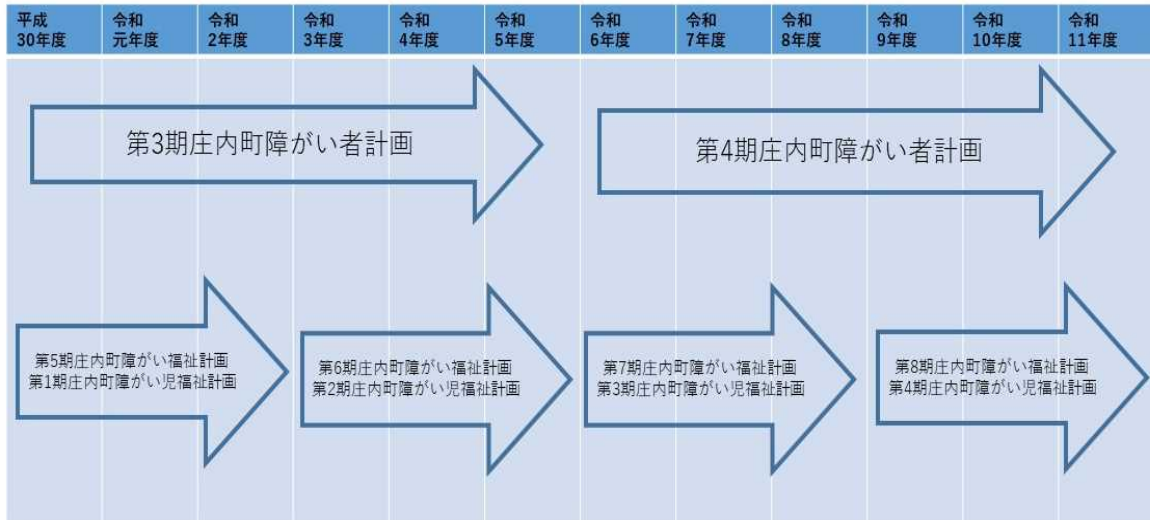 平成
30年度
令和
元年度
令和
2年度
令和
3年度
令和
4年度
令和
5年度
令和
6年度
令和
7年度
令和
8年度
令和
9年度
令和
10年度
令和
11年度
第3期庄内町障がい者計画
第4期庄内町障がい者計画
第5期庄内町障がい福祉計画
第1期庄内町障がい児福祉計画
第6期庄内町障がい福祉計画
第2期庄内町障がい児福祉計画
第7期庄内町障がい福祉計画
第3期庄内町障がい児福祉計画
第8期庄内町障がい福祉計画
第4期庄内町障がい児福祉計画